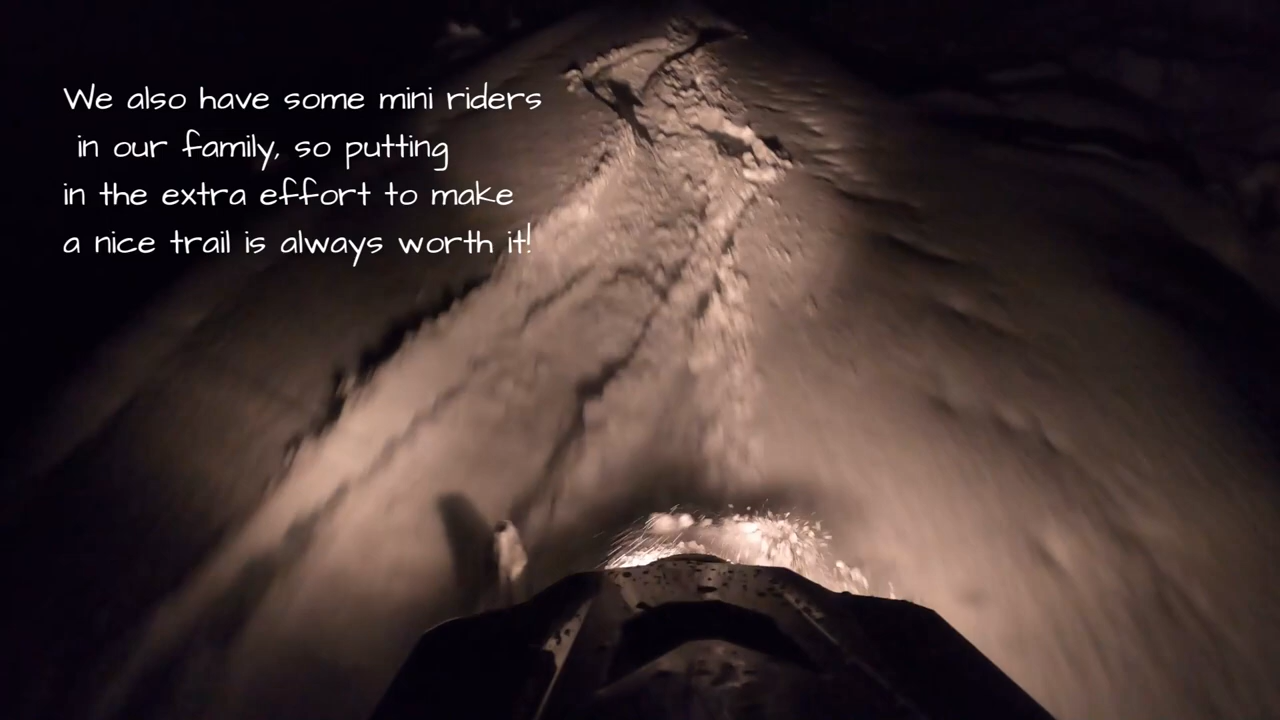 We also have some mini riders
in our family, so putting
in the extra effort to make
a nice trail is always worth it!